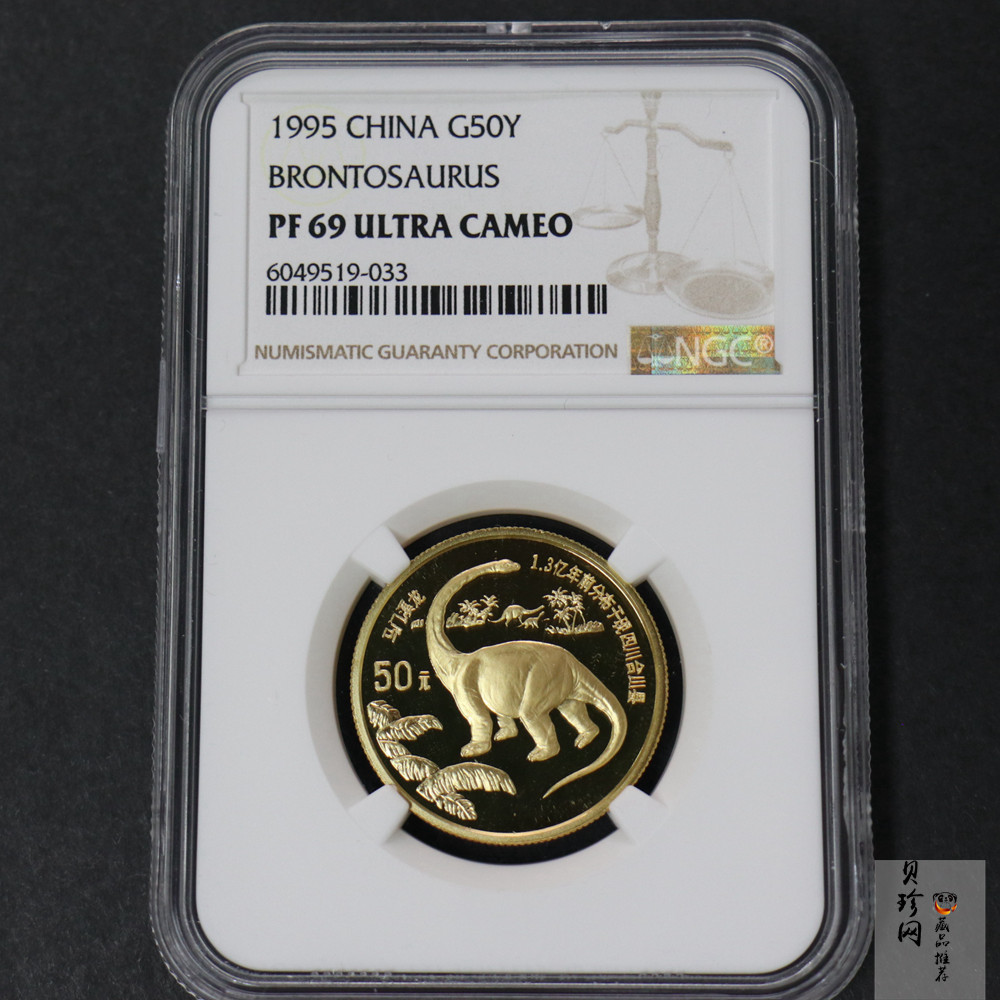 1995 CHINA G50Y
BRONTOSAURUS
PF 69 ULTRA CAMEO
6049519-033
NUMISMATIC GUARANTY CORPORATION
NGC®
马门溪龙
1.3亿年前分布于现四川合川县
50元
贝珍网
藏品推荐